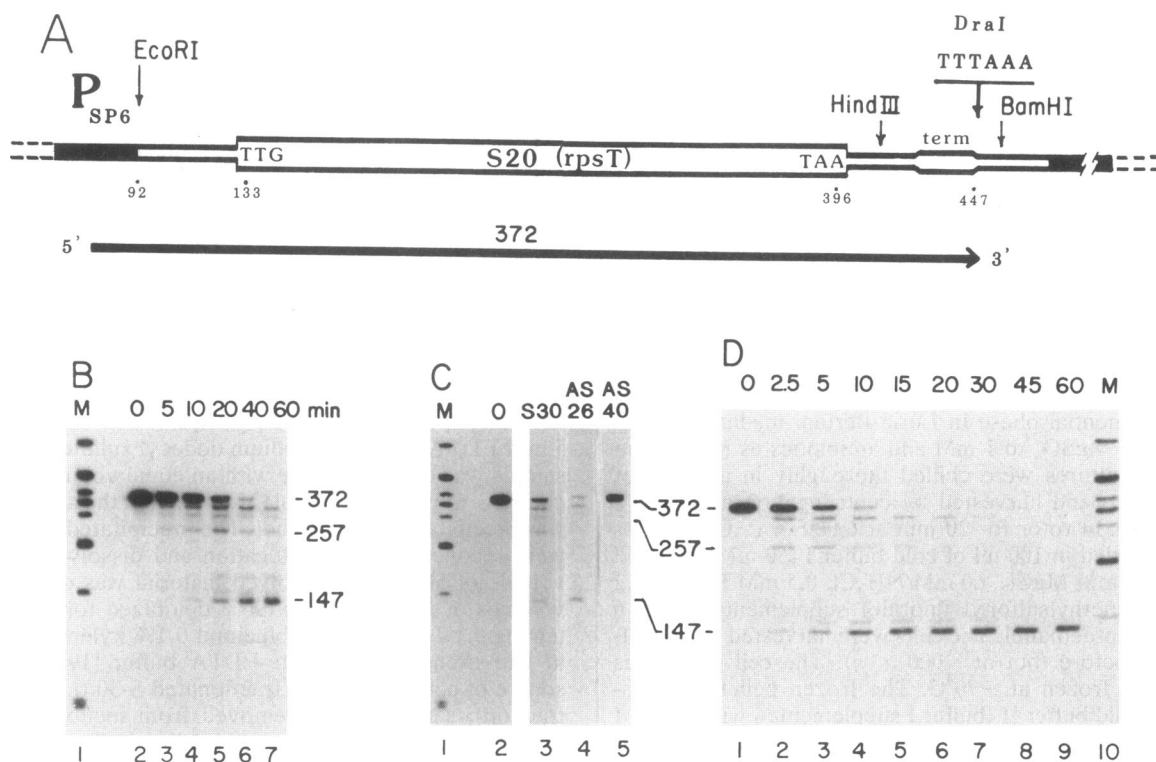 A
P SP6
EcoRI
DraI
TTTAAA
HindIII
BamHI
term
TTG
S20 (rpsT)
TAA
92
133
396
447
372
5'
3'
B
M 0 5 10 20 40 60 min
-372
-257
-147
1 2 3 4 5 6 7
C
AS AS
M 0 S30 26 40
372-
257-
147-
1 2 3 4 5
D
0 2.5 5 10 15 20 30 45 60 M
1 2 3 4 5 6 7 8 9 10